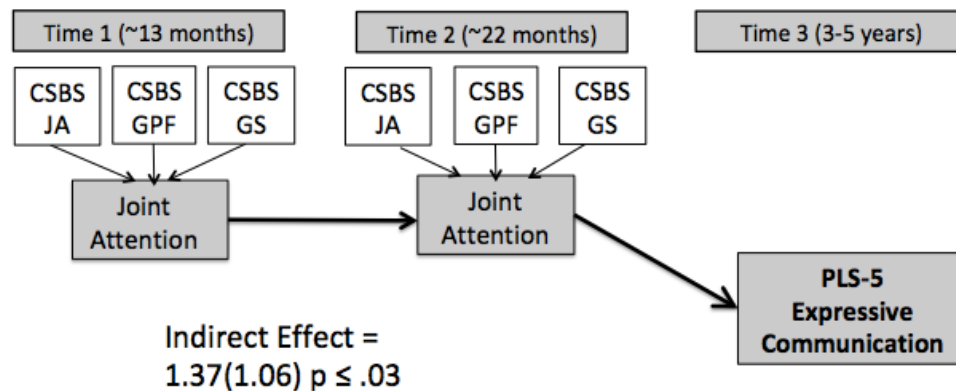 Time 1 (~13 months)
Time 2 (~22 months)
Time 3 (3-5 years)
CSBS
JA
CSBS
GPF
CSBS
GS
CSBS
JA
CSBS
GPF
CSBS
GS
Joint
Attention
Joint
Attention
PLS-5
Expressive
Communication
Indirect Effect =
1.37(1.06) p ≤ .03